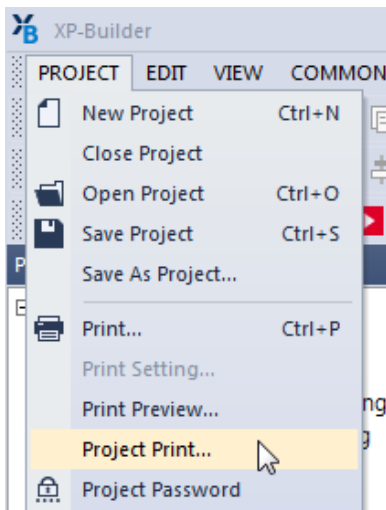 XP-Builder
PROJECT EDIT VIEW COMMON
New Project Ctrl+N
Close Project
Open Project Ctrl+O
Save Project Ctrl+S
Save As Project...
Print... Ctrl+P
Print Setting...
Print Preview...
Project Print...
Project Password